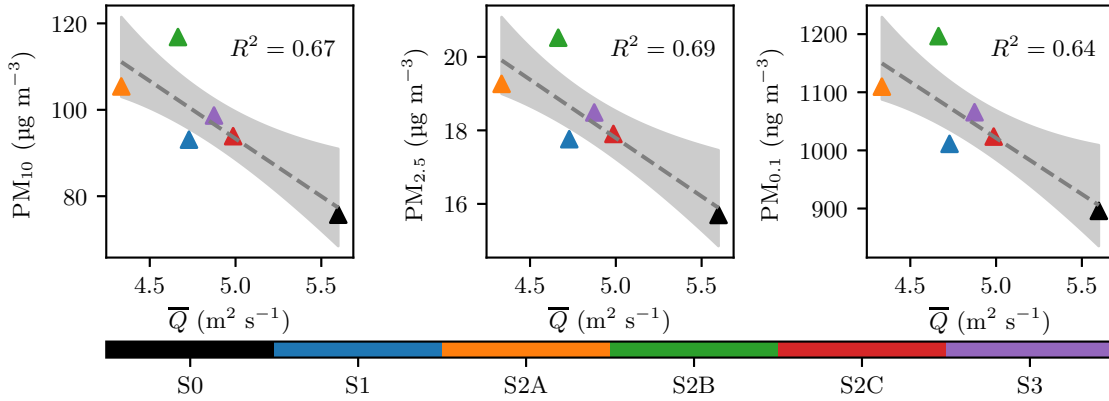 120
100
80
PM₁₀ (µg m⁻³)
R² = 0.67
4.5 5.0 5.5
Q̅ (m² s⁻¹)
20
18
16
PM₂.₅ (µg m⁻³)
R² = 0.69
4.5 5.0 5.5
Q̅ (m² s⁻¹)
1200
1100
1000
900
PM₀.₁ (ng m⁻³)
R² = 0.64
4.5 5.0 5.5
Q̅ (m² s⁻¹)
S0 S1 S2A S2B S2C S3